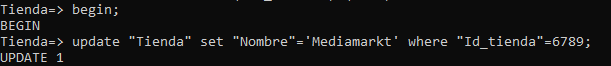 Tienda=> begin;
BEGIN
Tienda=> update "Tienda" set "Nombre"='Mediamarkt' where "Id_tienda"=6789;
UPDATE 1